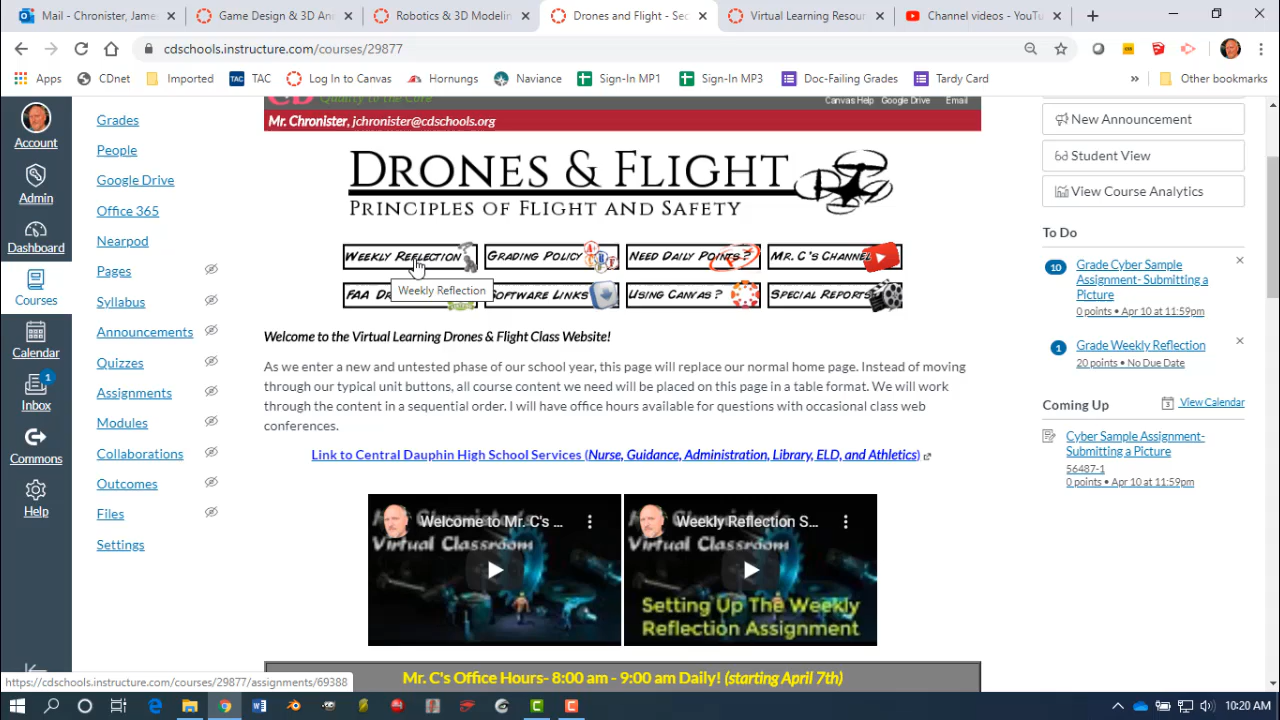 Mail - Chronister, James
Game Design & 3D An
Robotics & 3D Modelin
Drones and Flight - Sec
Virtual Learning Resour
Channel videos - YouTu
cdschools.instructure.com/courses/29877
Apps
CDnet
Imported
TAC
TAC
Log In to Canvas
Hornungs
Naviance
Sign-In MP1
Sign-In MP3
Doc-Failing Grades
Tardy Card
»
Other bookmarks
Account
Admin
Dashboard
Courses
Calendar
1
Inbox
Commons
Help
Grades
People
Google Drive
Office 365
Nearpod
Pages
Syllabus
Announcements
Quizzes
Assignments
Modules
Collaborations
Outcomes
Files
Settings
CD Quality to the Core
Canvas Help Google Drive Email
Mr. Chronister, jchronister@cdschools.org
Drones & Flight
Principles of Flight and Safety
Weekly Reflection
Grading Policy
Need Daily Points?
Mr. C's Channel
Weekly Reflection
FAA Dr
Software Links
Using Canvas?
Special Reports
Welcome to the Virtual Learning Drones & Flight Class Website!
As we enter a new and untested phase of our school year, this page will replace our normal home page. Instead of moving
through our typical unit buttons, all course content we need will be placed on this page in a table format. We will work
through the content in a sequential order. I will have office hours available for questions with occasional class web
conferences.
Link to Central Dauphin High School Services (Nurse, Guidance, Administration, Library, ELD, and Athletics)
Welcome to Mr. C's ...
Virtual Classroom
Weekly Reflection S...
Virtual Classroom
Setting Up The Weekly
Reflection Assignment
Mr. C's Office Hours- 8:00 am - 9:00 am Daily! (starting April 7th)
New Announcement
Student View
View Course Analytics
To Do
10
Grade Cyber Sample
Assignment- Submitting a
Picture
0 points • Apr 10 at 11:59pm
1
Grade Weekly Reflection
20 points • No Due Date
Coming Up
View Calendar
Cyber Sample Assignment-
Submitting a Picture
56487-1
0 points • Apr 10 at 11:59pm
https://cdschools.instructure.com/courses/29877/assignments/69388
10:20 AM